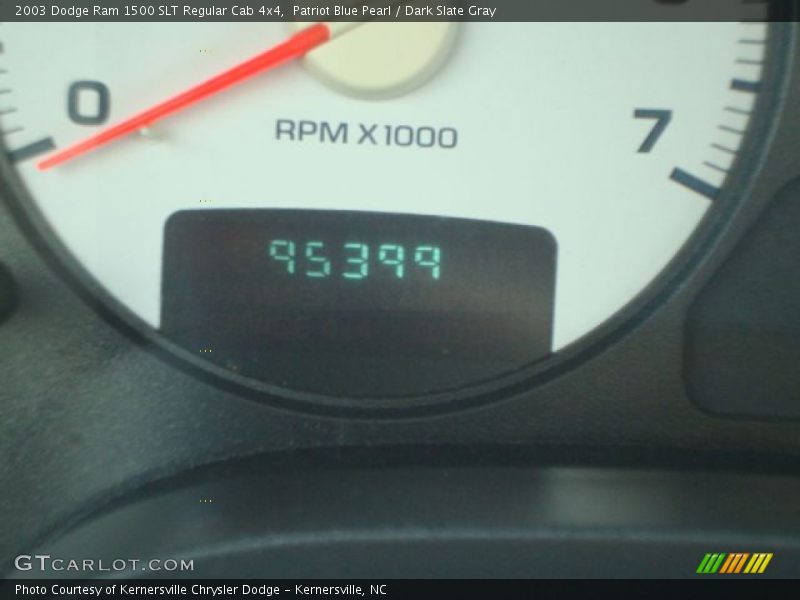 2003 Dodge Ram 1500 SLT Regular Cab 4x4,  Patriot Blue Pearl / Dark Slate Gray
0
RPM X1000
7
95399
GTCARLOT.COM
Photo Courtesy of Kernersville Chrysler Dodge - Kernersville, NC